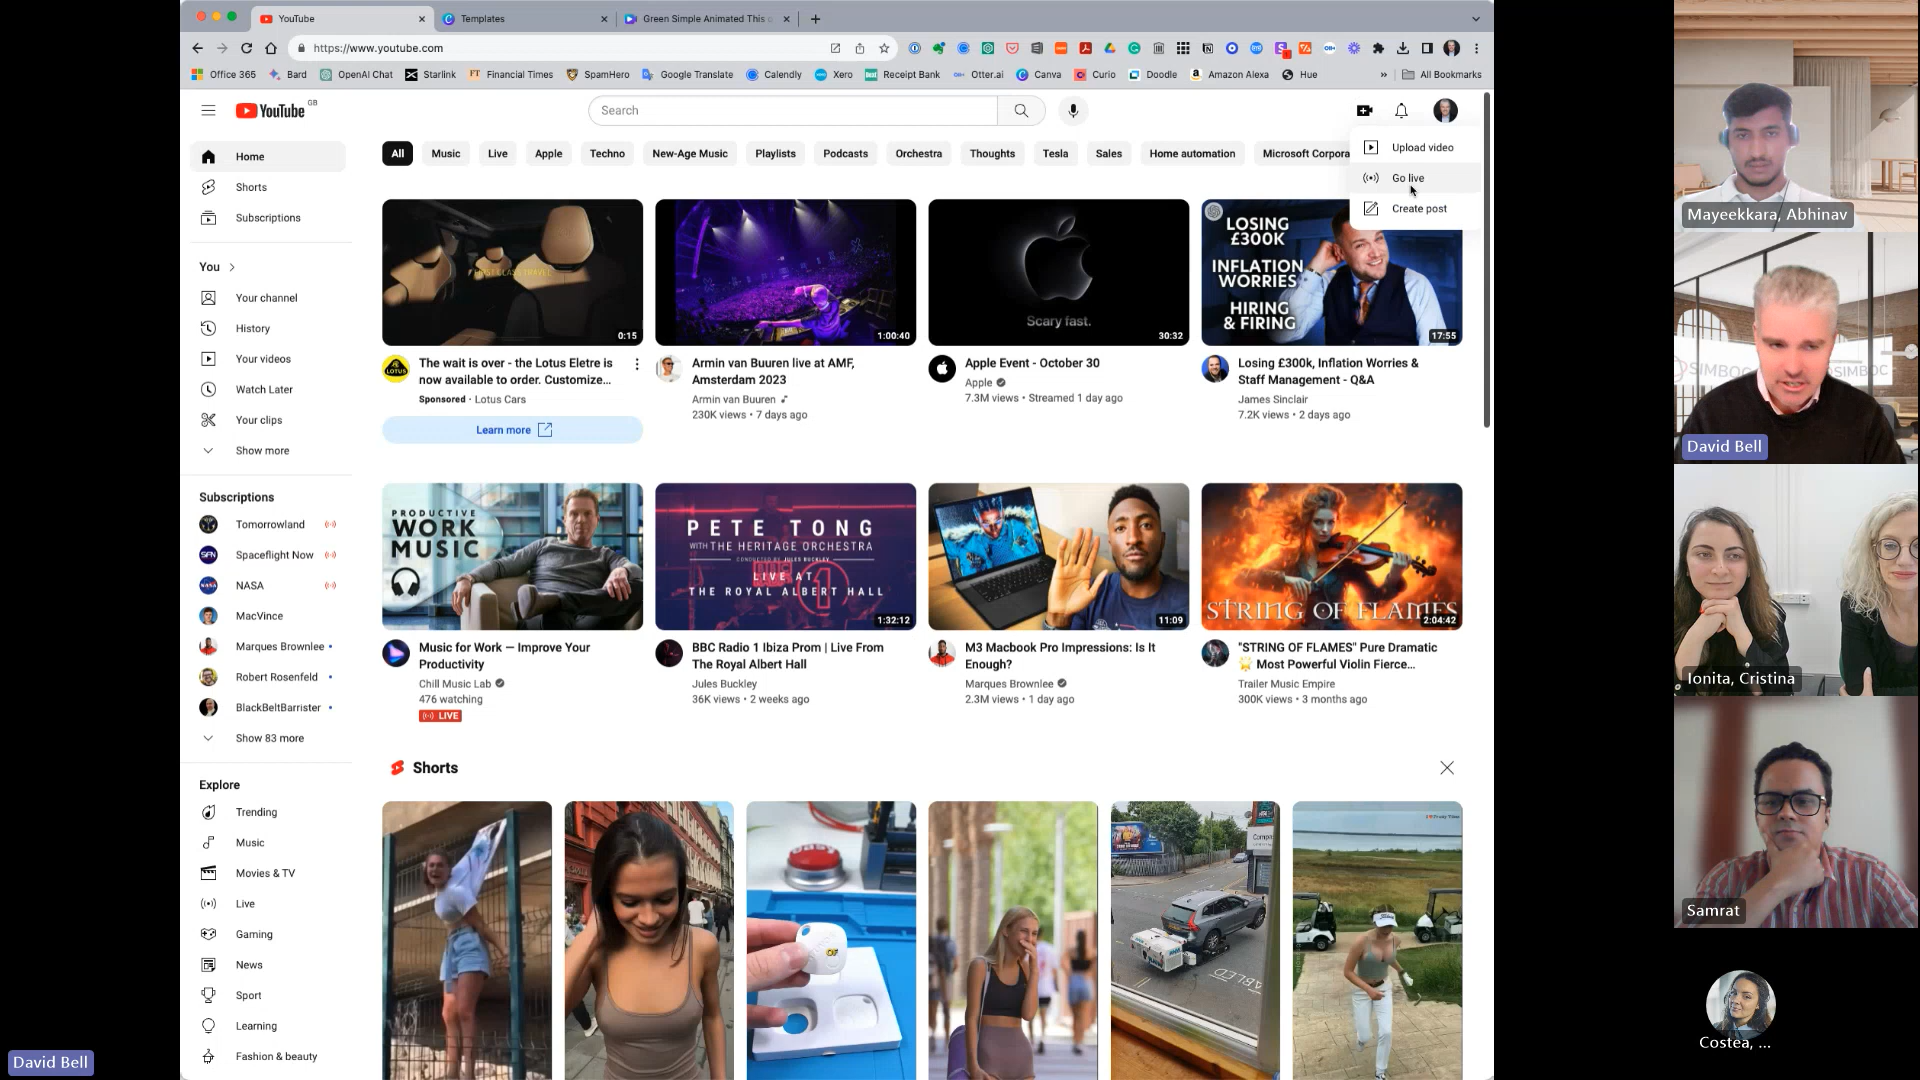 YouTube
Templates
Green Simple Animated This o
https://www.youtube.com
Office 365
Bard
OpenAI Chat
Starlink
FT
Financial Times
SpamHero
Google Translate
Calendly
Xero
Receipt Bank
Otter.ai
Canva
Curio
Doodle
Amazon Alexa
Hue
All Bookmarks
YouTube GB
Search
Upload video
Go live
Create post
Home
Shorts
Subscriptions
You
Your channel
History
Your videos
Watch Later
Your clips
Show more
Subscriptions
Tomorrowland
Spaceflight Now
NASA
MacVince
Marques Brownlee
Robert Rosenfeld
BlackBeltBarrister
Show 83 more
Explore
Trending
Music
Movies & TV
Live
Gaming
News
Sport
Learning
Fashion & beauty
All
Music
Live
Apple
Techno
New-Age Music
Playlists
Podcasts
Orchestra
Thoughts
Tesla
Sales
Home automation
Microsoft Corpora
0:15
The wait is over - the Lotus Eletre is
now available to order. Customize...
Sponsored • Lotus Cars
Learn more
1:00:40
Armin van Buuren live at AMF,
Amsterdam 2023
Armin van Buuren
230K views • 7 days ago
Scary fast.
30:32
Apple Event - October 30
Apple
7.3M views • Streamed 1 day ago
LOSING
£300K
INFLATION
WORRIES
HIRING
& FIRING
17:55
Losing £300k, Inflation Worries &
Staff Management - Q&A
James Sinclair
7.2K views • 2 days ago
PRODUCTIVE
WORK
MUSIC
Music for Work — Improve Your
Productivity
Chill Music Lab
476 watching
LIVE
PETE TONG
WITH THE HERITAGE ORCHESTRA
CONDUCTED BY JULES BUCKLEY
LIVE AT
THE ROYAL ALBERT HALL
1:32:12
BBC Radio 1 Ibiza Prom | Live From
The Royal Albert Hall
Jules Buckley
36K views • 2 weeks ago
11:09
M3 Macbook Pro Impressions: Is It
Enough?
Marques Brownlee
2.3M views • 1 day ago
STRING OF FLAMES
2:04:42
"STRING OF FLAMES" Pure Dramatic
🌟 Most Powerful Violin Fierce...
Trailer Music Empire
300K views • 3 months ago
Shorts
Mayeekkara, Abhinav
SIMBOC
David Bell
Ionita, Cristina
Samrat
Costea, ...
David Bell